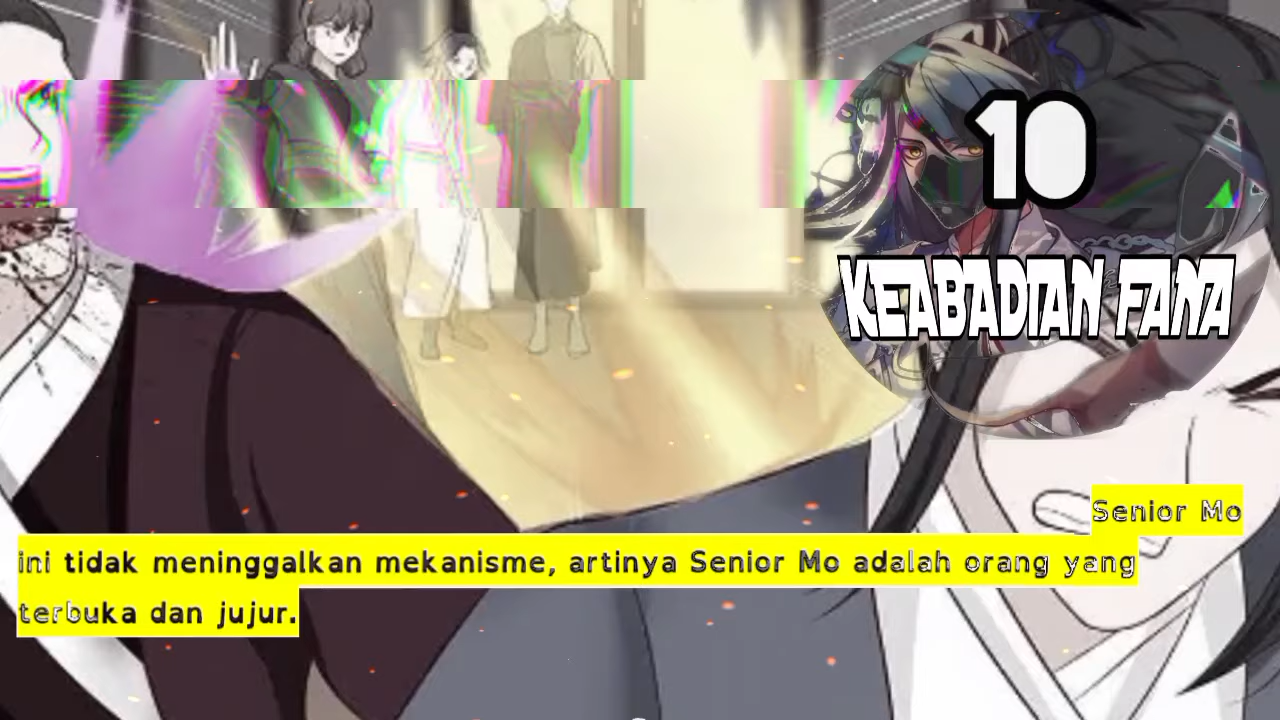 10
KEABADIAN FANA
Senior Mo
ini tidak meninggalkan mekanisme, artinya Senior Mo adalah orang yang
terbuka dan jujur.